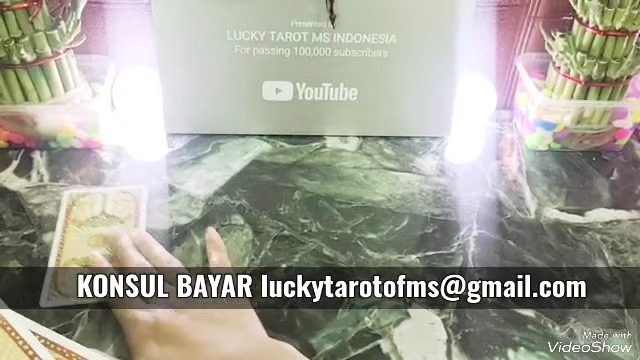 Presented to
LUCKY TAROT MS INDONESIA
For passing 100,000 subscribers
YouTube
KONSUL BAYAR luckytarotofms@gmail.com
Made with
VideoShow